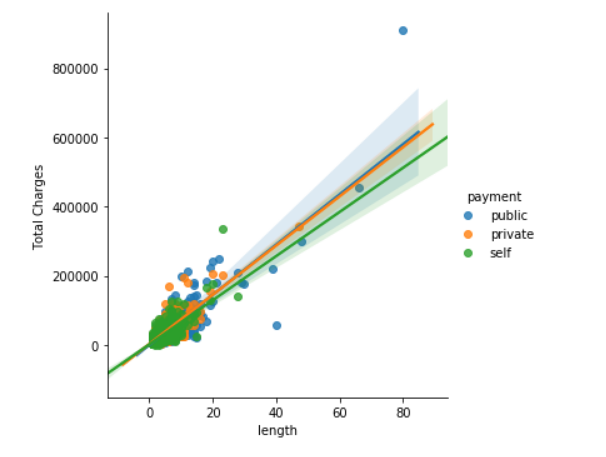 800000
600000
400000
200000
0
Total Charges
0 20 40 60 80
length
payment
public
private
self